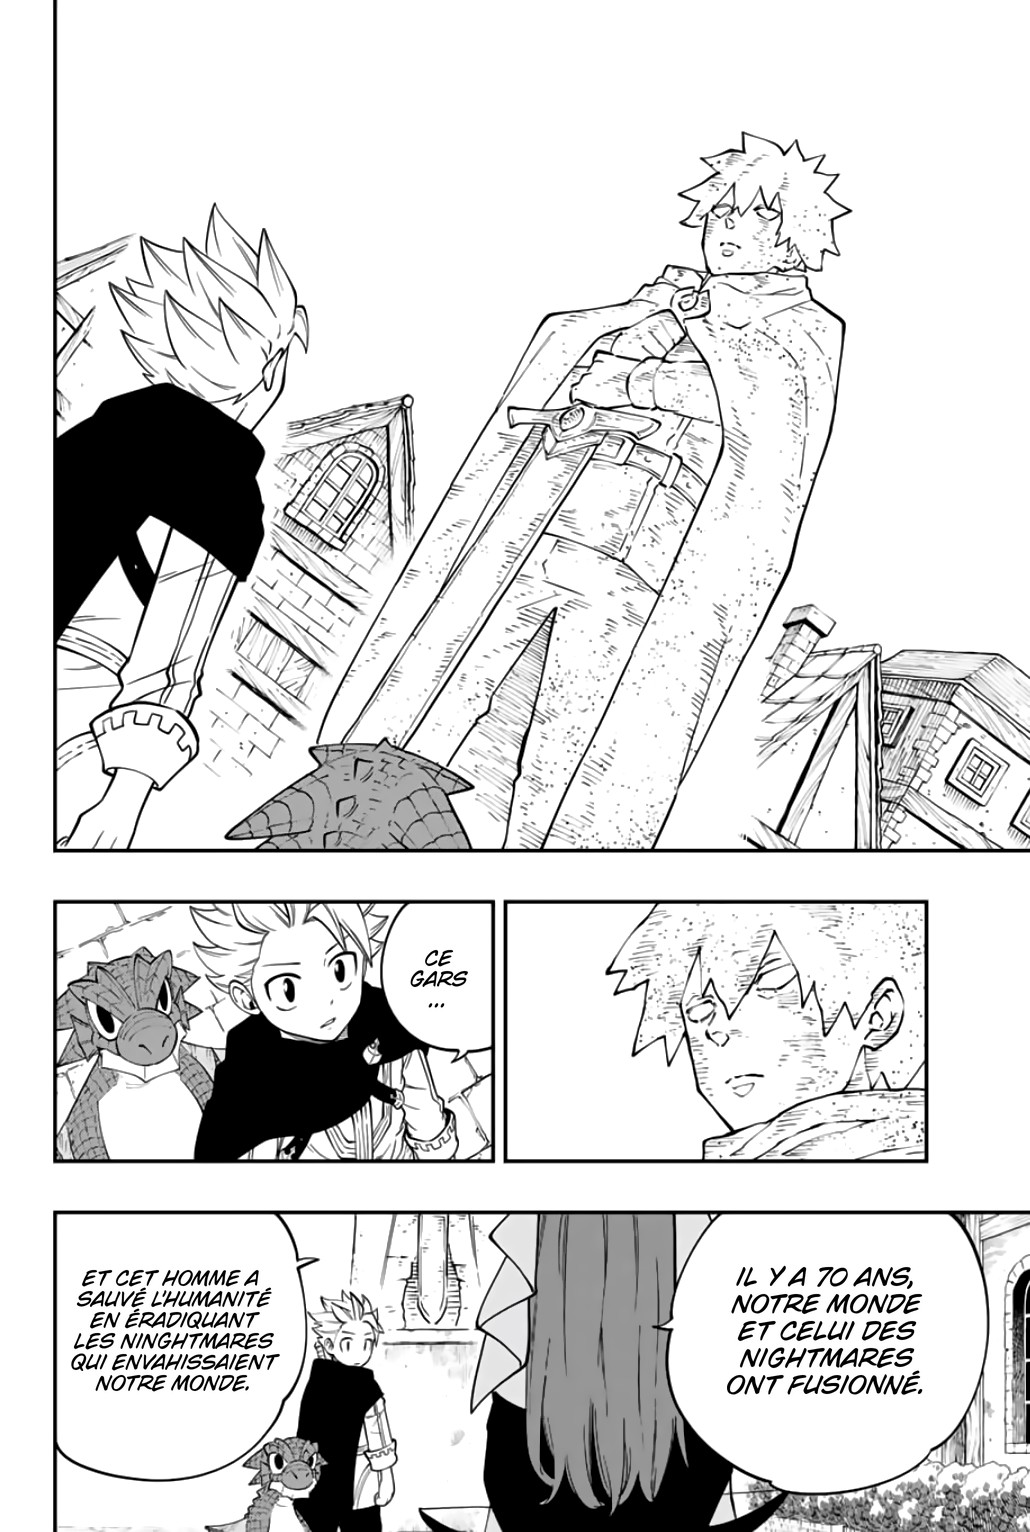 CE
GARS
...
IL Y A 70 ANS,
NOTRE MONDE
ET CELUI DES
NIGHTMARES
ONT FUSIONNÉ.
ET CET HOMME A
SAUVÉ L'HUMANITÉ
EN ÉRADIQUANT
LES NINGHTMARES
QUI ENVAHISSAIENT
NOTRE MONDE.